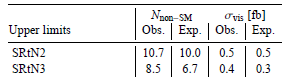 N_non−SM σ_vis [fb]
Upper limits Obs. Exp. Obs. Exp.
SRtN2 10.7 10.0 0.5 0.5
SRtN3 8.5 6.7 0.4 0.3